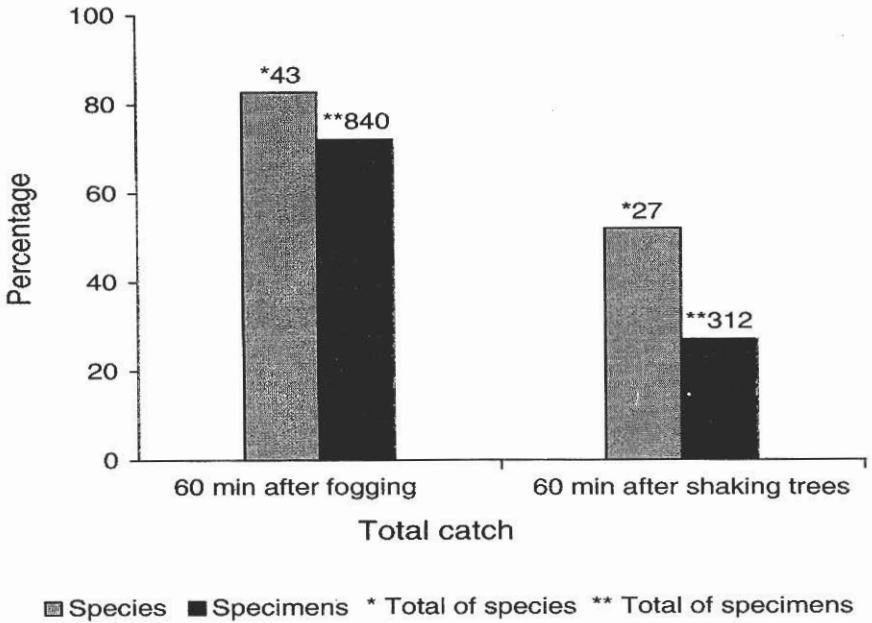 100
80
60
40
20
0
Percentage
*43
**840
*27
**312
60 min after fogging
60 min after shaking trees
Total catch
Species Specimens * Total of species ** Total of specimens